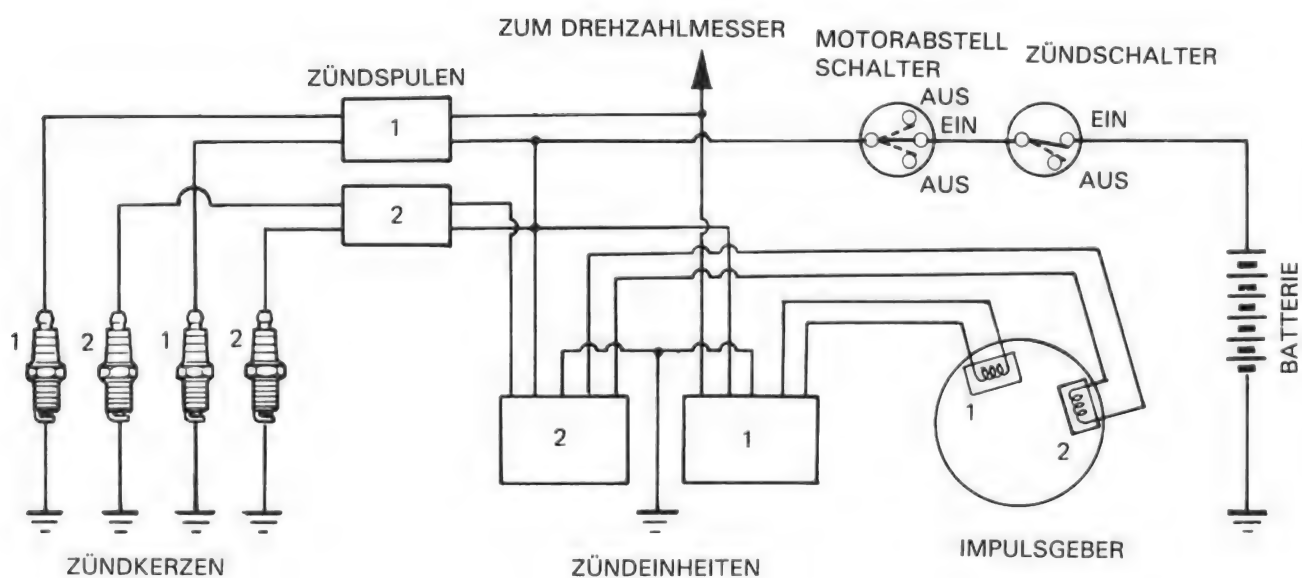 ZUM DREHZAHLMESSER
MOTORABSTELL
SCHALTER
ZÜNDSCHALTER
ZÜNDSPULEN
AUS
EIN
AUS
EIN
AUS
1
2
1
2
1
2
2
1
1
2
BATTERIE
ZÜNDKERZEN
ZÜNDEINHEITEN
IMPULSGEBER